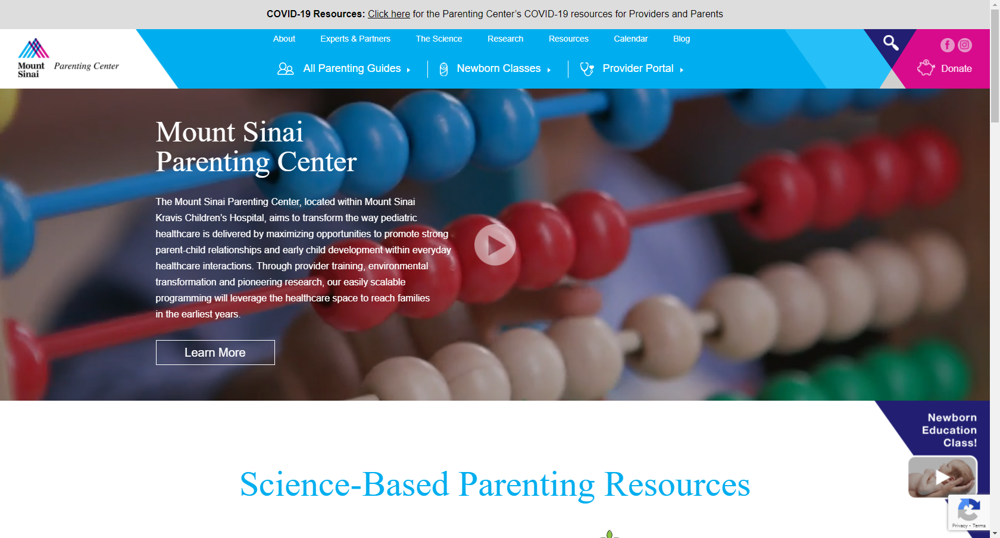 COVID-19 Resources: Click here for the Parenting Center’s COVID-19 resources for Providers and Parents
About Experts & Partners The Science Research Resources Calendar Blog
Mount Sinai
Parenting Center
All Parenting Guides
Newborn Classes
Provider Portal
Donate
Mount Sinai
Parenting Center
The Mount Sinai Parenting Center, located within Mount Sinai
Kravis Children’s Hospital, aims to transform the way pediatric
healthcare is delivered by maximizing opportunities to promote strong
parent-child relationships and early child development within everyday
healthcare interactions. Through provider training, environmental
transformation and pioneering research, our easily scalable
programming will leverage the healthcare space to reach families
in the earliest years.
Learn More
Newborn
Education
Class!
Science-Based Parenting Resources
Privacy - Terms